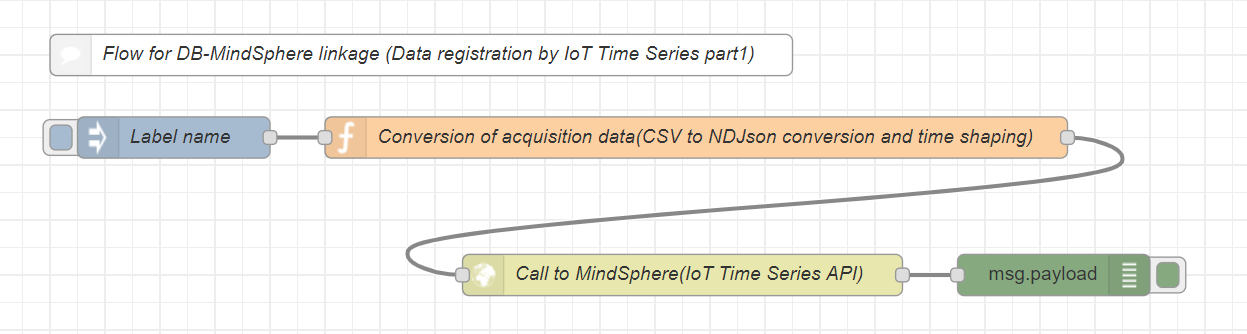 Flow for DB-MindSphere linkage (Data registration by IoT Time Series part1)
Label name
Conversion of acquisition data(CSV to NDJson conversion and time shaping)
Call to MindSphere(IoT Time Series API)
msg.payload